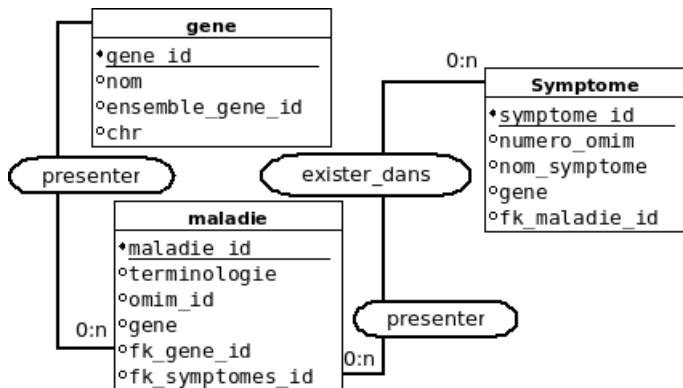 gene
gene_id
nom
ensemble_gene_id
chr
0:n
Symptome
symptome_id
numero_omim
nom_symptome
gene
fk_maladie_id
presenter
exister_dans
maladie
maladie_id
terminologie
omim_id
gene
fk_gene_id
fk_symptomes_id
0:n
presenter
0:n